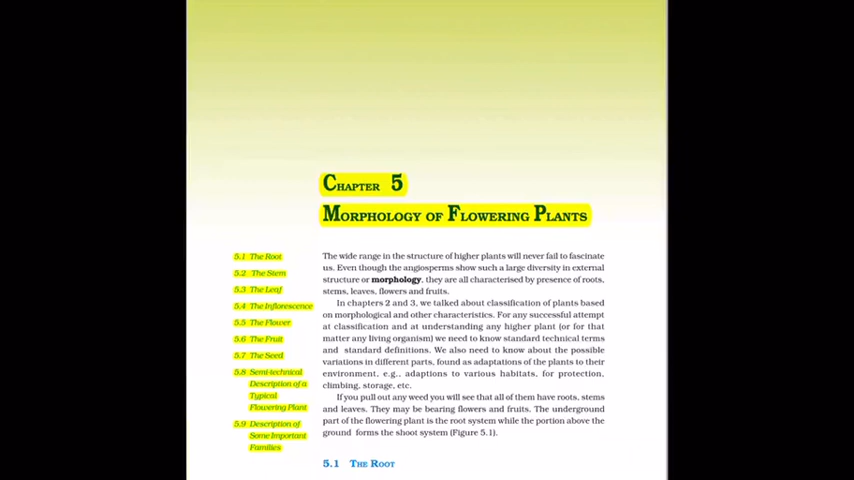 CHAPTER 5
MORPHOLOGY OF FLOWERING PLANTS
5.1 The Root
5.2 The Stem
5.3 The Leaf
5.4 The Inflorescence
5.5 The Flower
5.6 The Fruit
5.7 The Seed
5.8 Semi-technical
Description of a
Typical
Flowering Plant
5.9 Description of
Some Important
Families
The wide range in the structure of higher plants will never fail to fascinate
us. Even though the angiosperms show such a large diversity in external
structure or morphology, they are all characterised by presence of roots,
stems, leaves, flowers and fruits.
In chapters 2 and 3, we talked about classification of plants based
on morphological and other characteristics. For any successful attempt
at classification and at understanding any higher plant (or for that
matter any living organism) we need to know standard technical terms
and standard definitions. We also need to know about the possible
variations in different parts, found as adaptations of the plants to their
environment, e.g., adaptions to various habitats, for protection,
climbing, storage, etc.
If you pull out any weed you will see that all of them have roots, stems
and leaves. They may be bearing flowers and fruits. The underground
part of the flowering plant is the root system while the portion above the
ground forms the shoot system (Figure 5.1).
5.1 THE ROOT